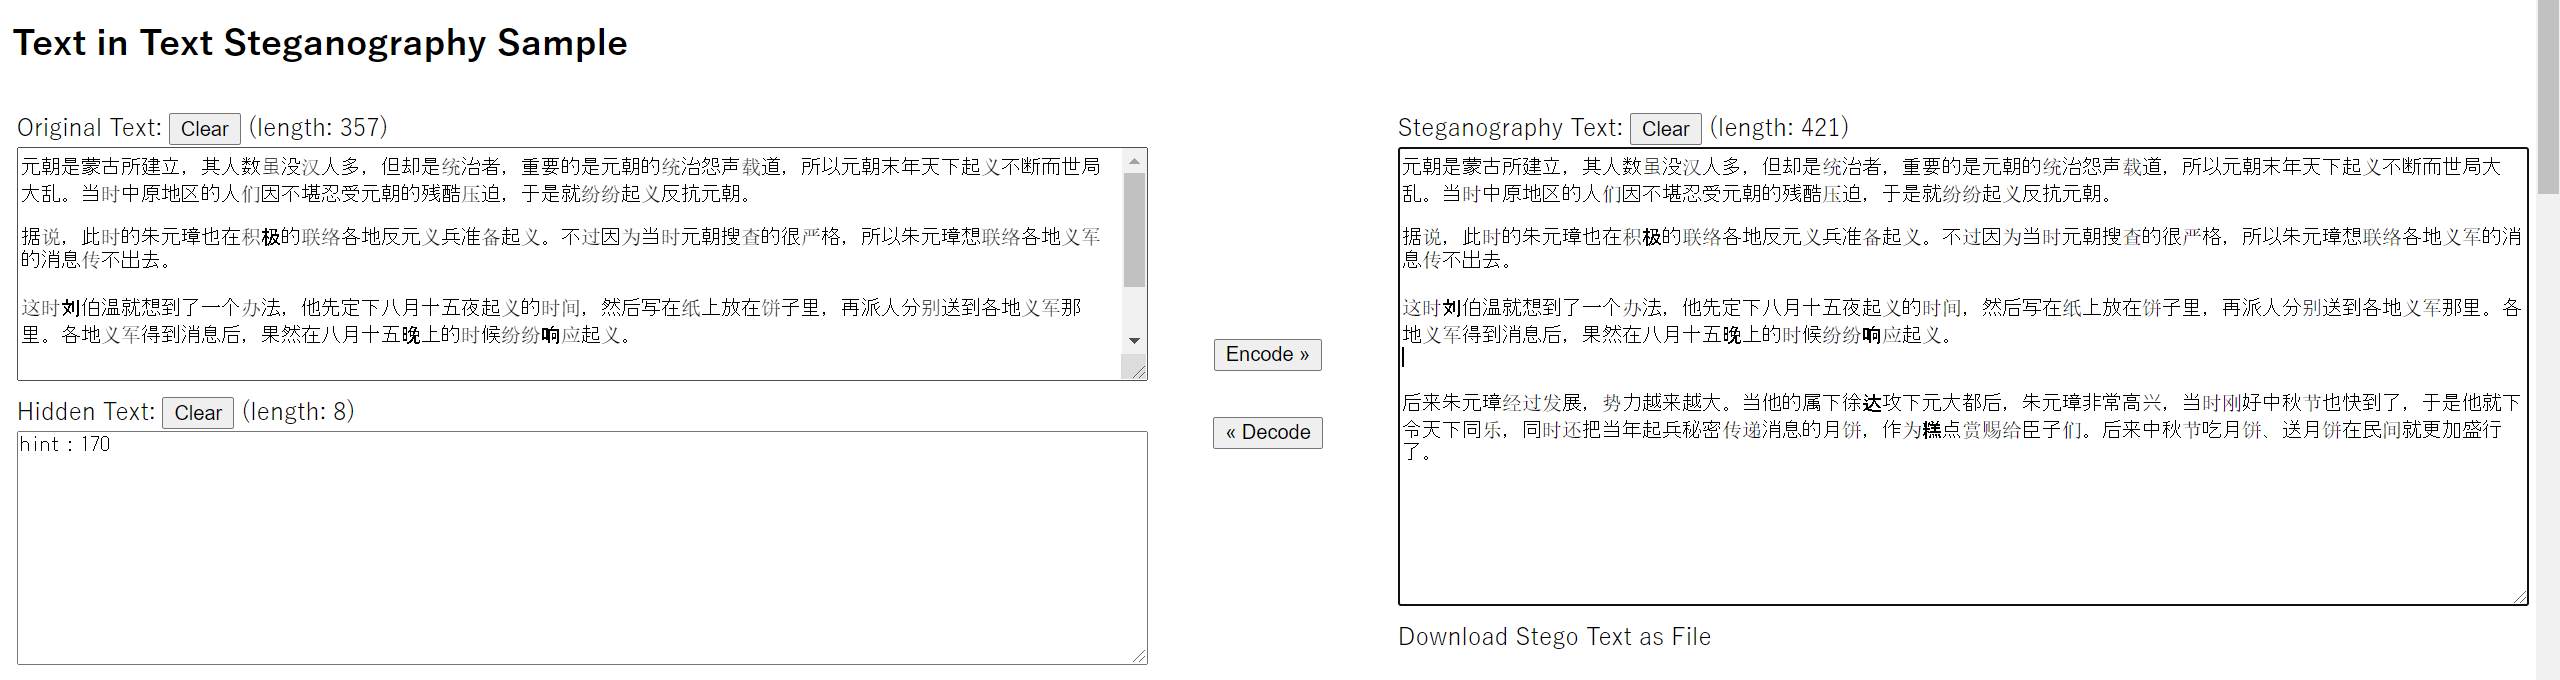 Text in Text Steganography Sample
Original Text: Clear (length: 357)
元朝是蒙古所建立，其人数虽没汉人多，但却是统治者，重要的是元朝的统治怨声载道，所以元朝末年天下起义不断而世局
大乱。当时中原地区的人们因不堪忍受元朝的残酷压迫，于是就纷纷起义反抗元朝。
据说，此时的朱元璋也在积极的联络各地反元义兵准备起义。不过因为当时元朝搜查的很严格，所以朱元璋想联络各地义军
的消息传不出去。
这时刘伯温就想到了一个办法，他先定下八月十五夜起义的时间，然后写在纸上放在饼子里，再派人分别送到各地义军那
里。各地义军得到消息后，果然在八月十五晚上的时候纷纷响应起义。
Hidden Text: Clear (length: 8)
hint：170
Encode »
« Decode
Steganography Text: Clear (length: 421)
元朝是蒙古所建立，其人数虽没汉人多，但却是统治者，重要的是元朝的统治怨声载道，所以元朝末年天下起义不断而世局大
乱。当时中原地区的人们因不堪忍受元朝的残酷压迫，于是就纷纷起义反抗元朝。
据说，此时的朱元璋也在积极的联络各地反元义兵准备起义。不过因为当时元朝搜查的很严格，所以朱元璋想联络各地义军的消
息传不出去。
这时刘伯温就想到了一个办法，他先定下八月十五夜起义的时间，然后写在纸上放在饼子里，再派人分别送到各地义军那里。各
地义军得到消息后，果然在八月十五晚上的时候纷纷响应起义。
后来朱元璋经过发展，势力越来越大。当他的属下徐达攻下元大都后，朱元璋非常高兴，当时刚好中秋节也快到了，于是他就下
令天下同乐，同时还把当年起兵秘密传递消息的月饼，作为糕点赏赐给臣子们。后来中秋节吃月饼、送月饼在民间就更加盛行
了。
Download Stego Text as File